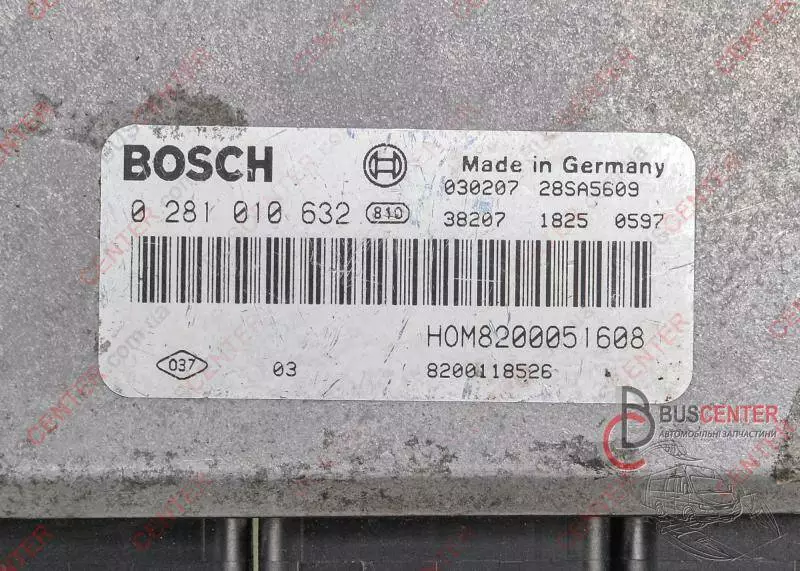 BOSCH
Made in Germany
030207 28SA5609
0 281 010 632 810
38207 1825 0597
HOM8200051608
037 03 8200118526
BUSCENTER
АВТОМОБІЛЬНІ ЗАПЧАСТИНИ